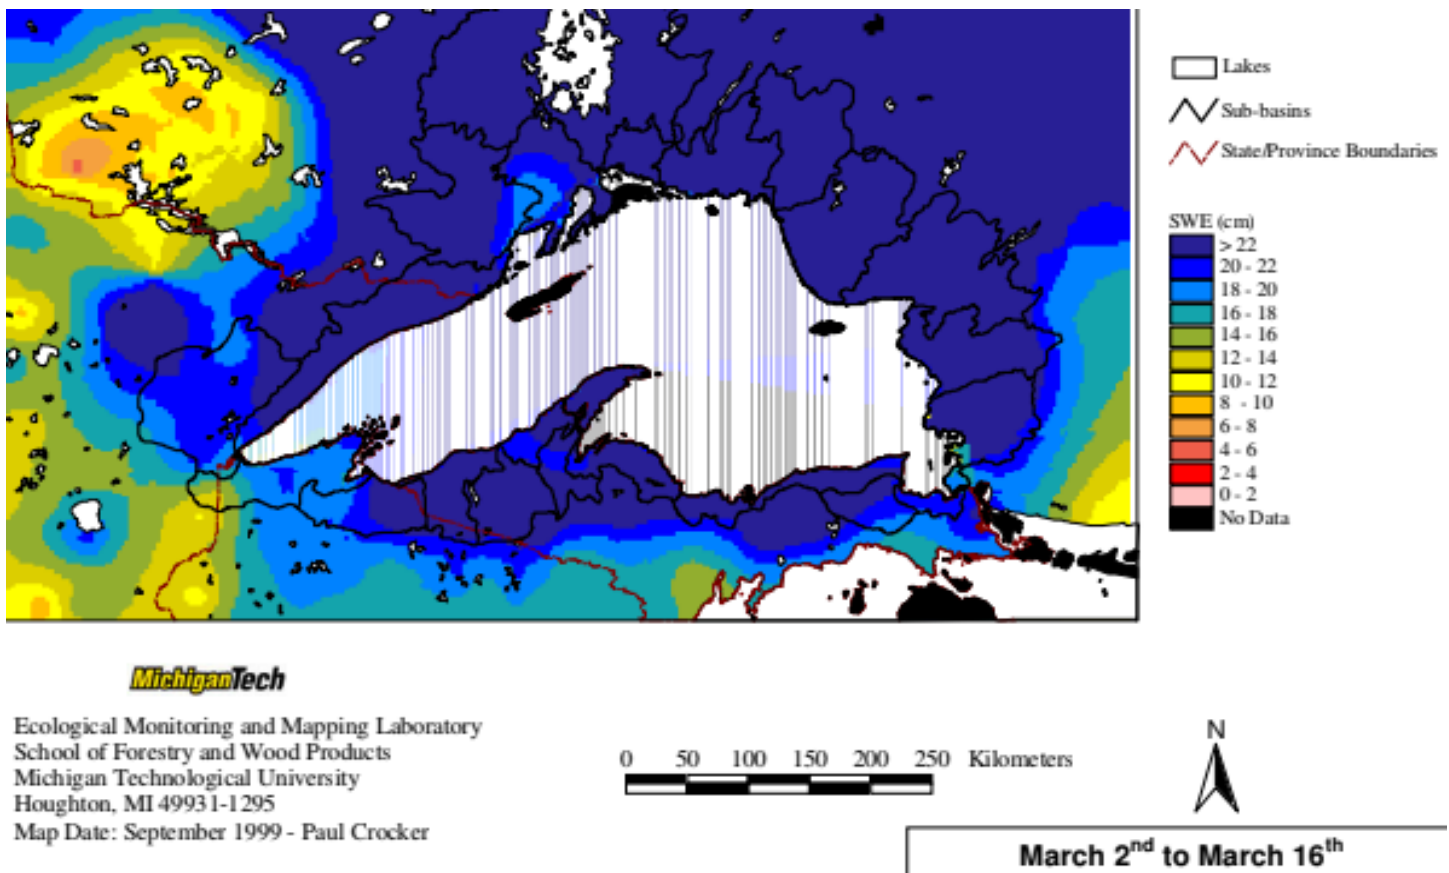 Lakes
Sub-basins
State/Province Boundaries
SWE (cm)
> 22
20 - 22
18 - 20
16 - 18
14 - 16
12 - 14
10 - 12
8 - 10
6 - 8
4 - 6
2 - 4
0 - 2
No Data
MichiganTech
Ecological Monitoring and Mapping Laboratory
School of Forestry and Wood Products
Michigan Technological University
Houghton, MI 49931-1295
Map Date: September 1999 - Paul Crocker
0 50 100 150 200 250 Kilometers
N
March 2nd to March 16th